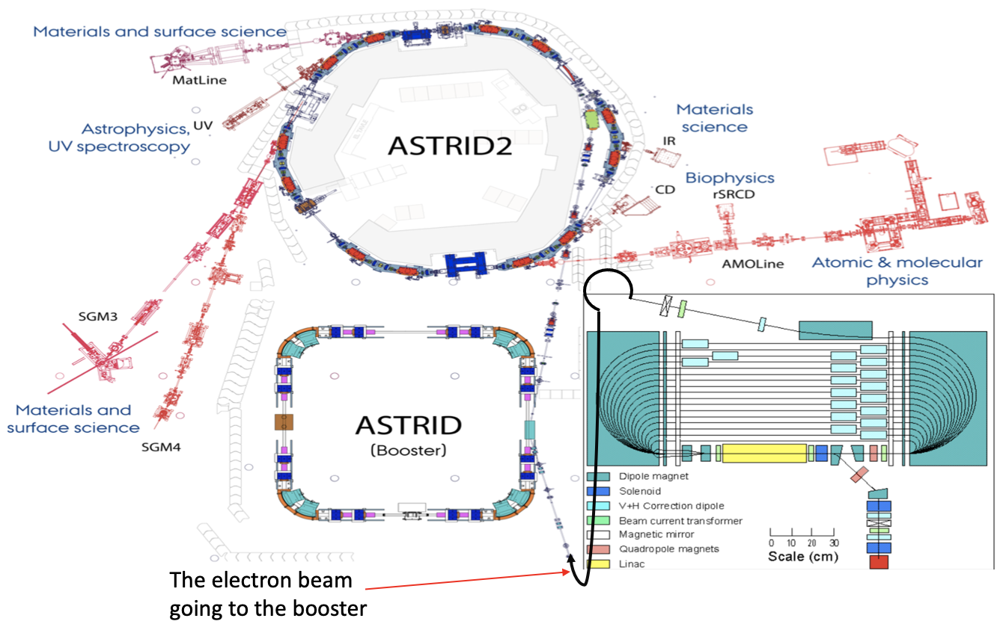 Materials and surface science
MatLine
Astrophysics,
UV spectroscopy
UV
ASTRID2
Materials
science
IR
Biophysics
rSRCD
CD
AMOLine
Atomic & molecular
physics
SGM3
Materials and
surface science
SGM4
ASTRID
(Booster)
Dipole magnet
Solenoid
V+H Correction dipole
Beam current transformer
Magnetic mirror
Quadropole magnets
Linac
0 10 20 30
Scale (cm)
The electron beam
going to the booster